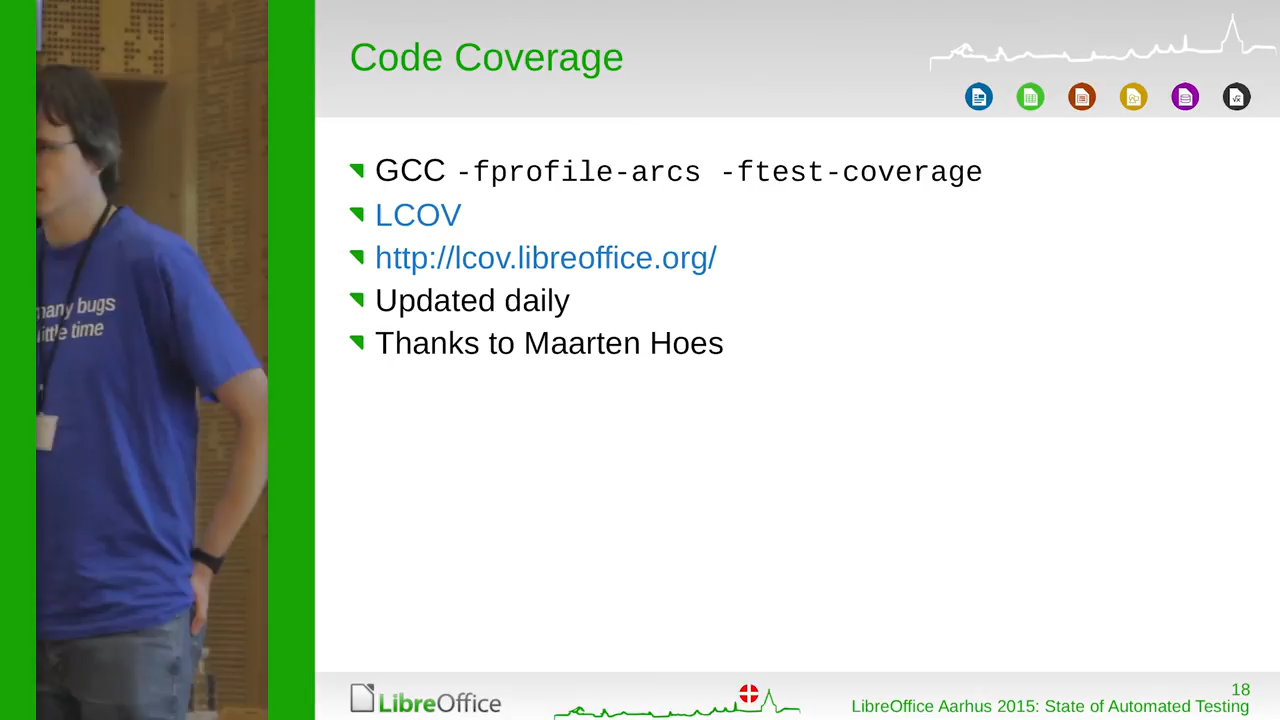 Code Coverage
GCC -fprofile-arcs -ftest-coverage
LCOV
http://lcov.libreoffice.org/
Updated daily
Thanks to Maarten Hoes
many bugs
little time
LibreOffice
18
LibreOffice Aarhus 2015: State of Automated Testing